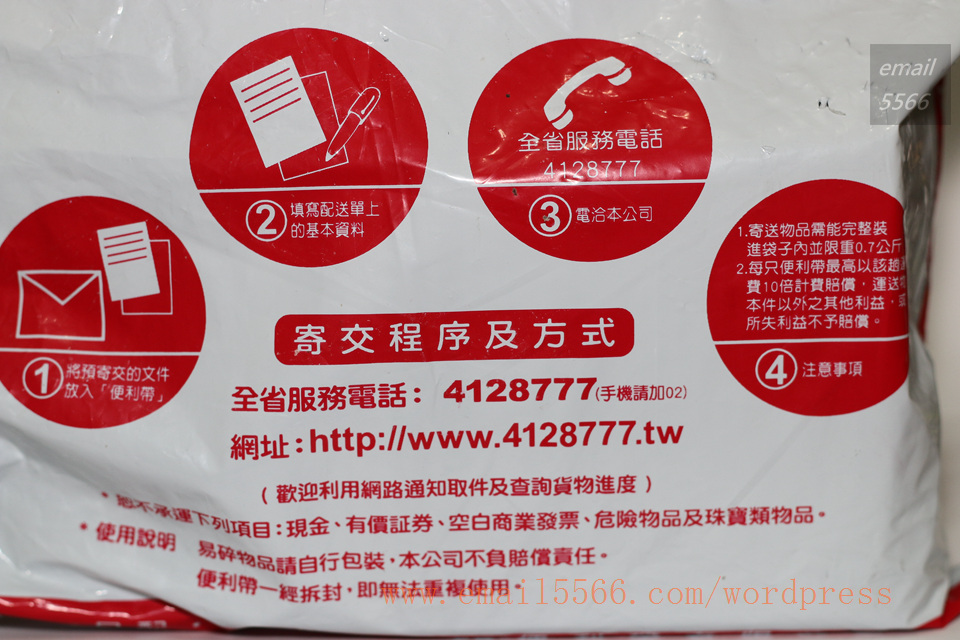 email
5566
全省服務電話
4128777
② 填寫配送單上
的基本資料
③ 電洽本公司
1.寄送物品需能完整裝
進袋子內並限重0.7公斤
2.每只便利帶最高以該趟
費10倍計費賠償，運送
本件以外之其他利益，
所失利益不予賠償。
① 將預寄交的文件
放入「便利帶」
④ 注意事項
寄交程序及方式
全省服務電話：4128777(手機請加02)
網址：http://www.4128777.tw
(歡迎利用網路通知取件及查詢貨物進度)
*恕不承運下列項目：現金、有價証券、空白商業發票、危險物品及珠寶類物品。
*使用說明 易碎物品請自行包裝，本公司不負賠償責任。
便利帶一經拆封，即無法重複使用。
www.email5566.com/wordpress